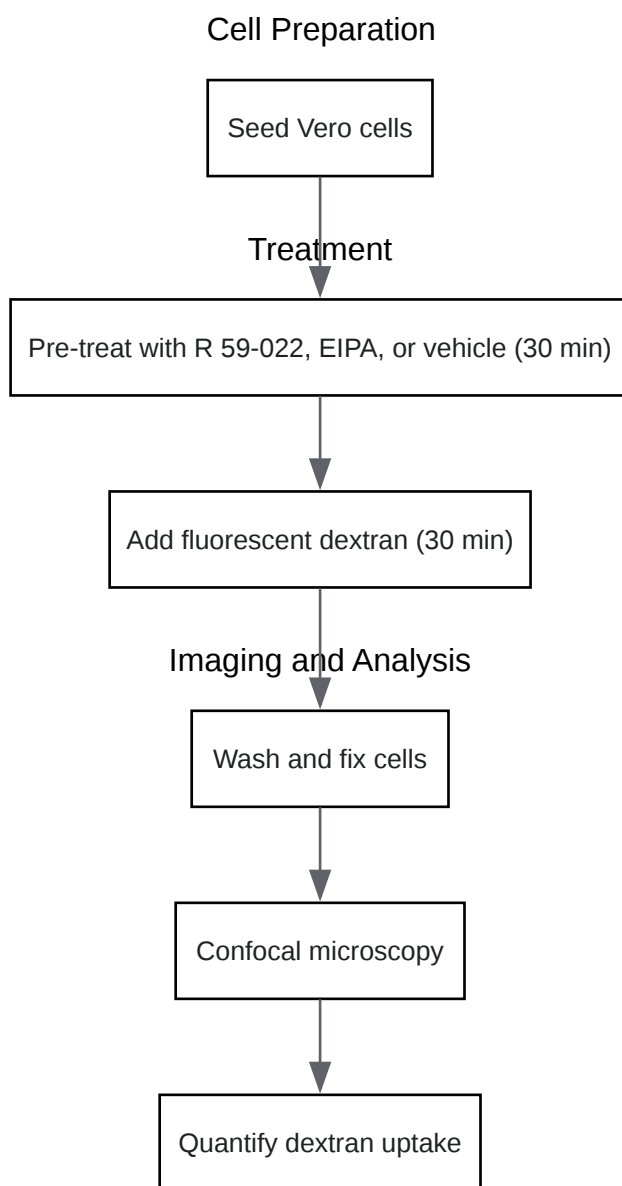 Cell Preparation
Seed Vero cells
Treatment
Pre-treat with R 59-022, EIPA, or vehicle (30 min)
Add fluorescent dextran (30 min)
Imaging and Analysis
Wash and fix cells
Confocal microscopy
Quantify dextran uptake